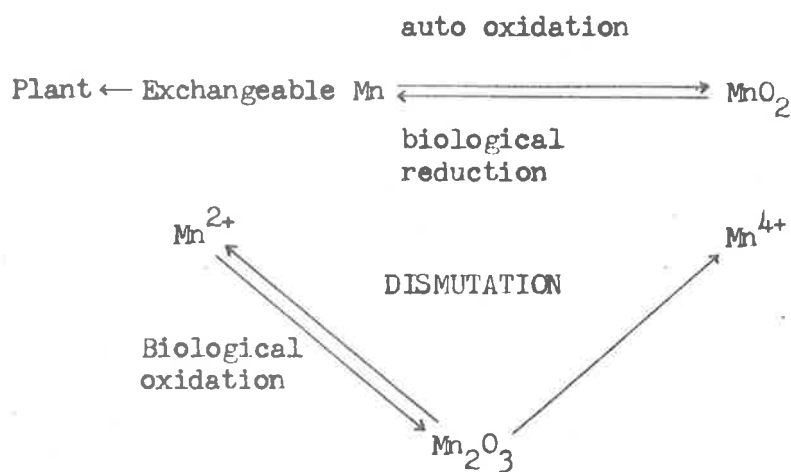 auto oxidation
Plant ← Exchangeable Mn ⇌ MnO2
biological
reduction
Mn2+
Mn4+
DISMUTATION
Biological
oxidation
Mn2O3